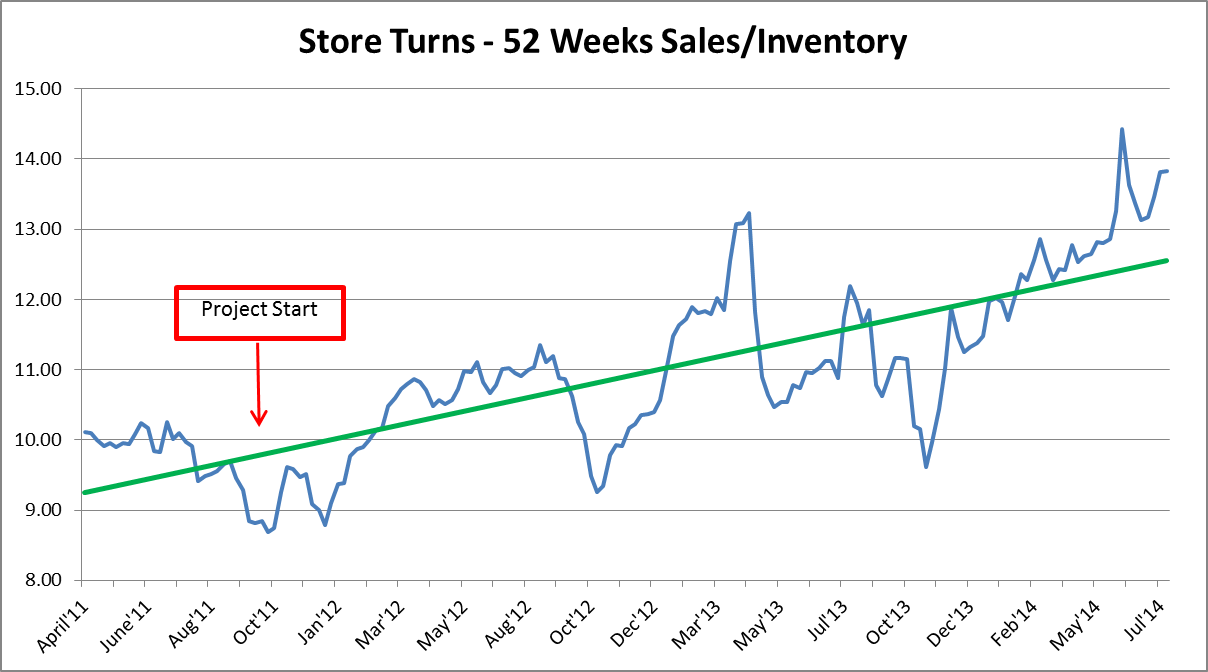 Store Turns - 52 Weeks Sales/Inventory
15.00
14.00
13.00
12.00
11.00
10.00
9.00
8.00
Project Start
April'11
June'11
Aug'11
Oct'11
Jan'12
Mar'12
May'12
Aug'12
Oct'12
Dec'12
Mar'13
May'13
Jul'13
Oct'13
Dec'13
Feb'14
May'14
Jul'14